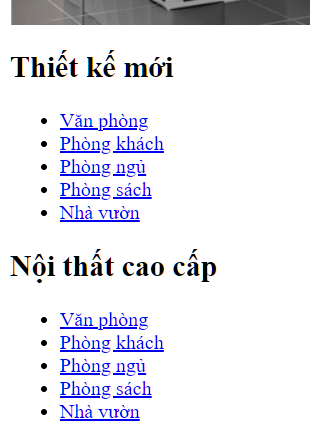 Thiết kế mới
Văn phòng
Phòng khách
Phòng ngủ
Phòng sách
Nhà vườn
Nội thất cao cấp
Văn phòng
Phòng khách
Phòng ngủ
Phòng sách
Nhà vườn